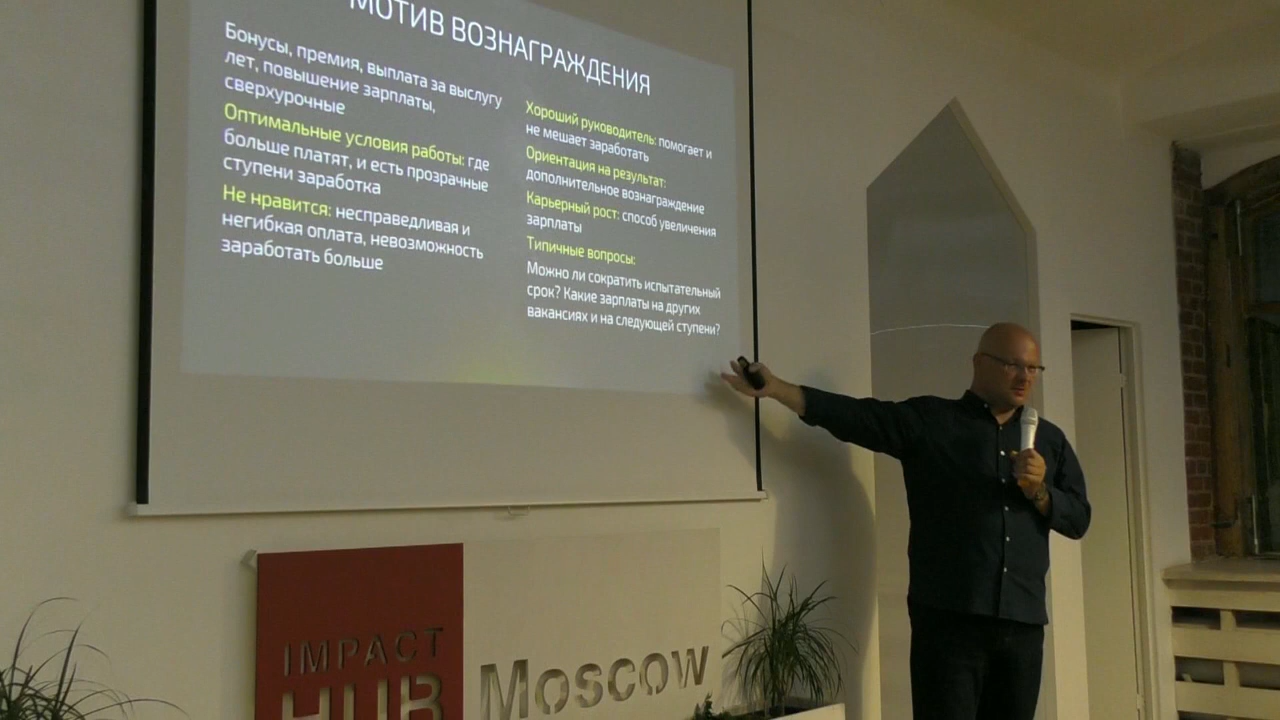 МОТИВ ВОЗНАГРАЖДЕНИЯ
Бонусы, премия, выплата за выслугу
лет, повышение зарплаты,
сверхурочные
Оптимальные условия работы: где
больше платят, и есть прозрачные
ступени заработка
Не нравится: несправедливая и
негибкая оплата, невозможность
заработать больше
Хороший руководитель: помогает и
не мешает заработать
Ориентация на результат:
дополнительное вознаграждение
Карьерный рост: способ увеличения
зарплаты
Типичные вопросы:
Можно ли сократить испытательный
срок? Какие зарплаты на других
вакансиях и на следующей ступени?
IMPACT
HUB
Moscow